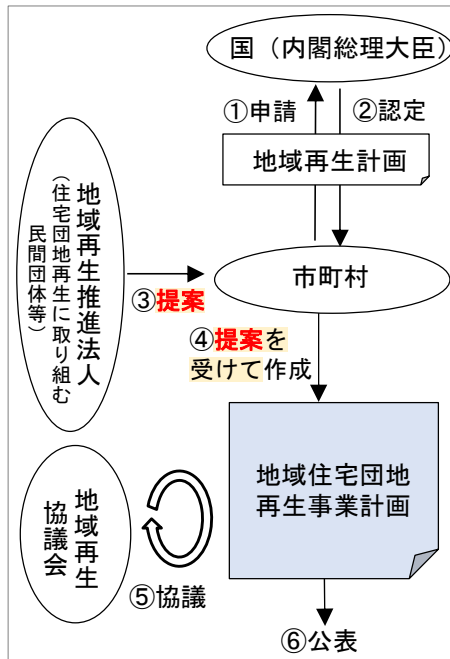 国（内閣総理大臣）
①申請
②認定
地域再生計画
市町村
地域再生推進法人
（住宅団地再生に取り組む
民間団体等）
③提案
④提案を
受けて作成
地域住宅団地
再生事業計画
地域再生
協議会
⑤協議
⑥公表